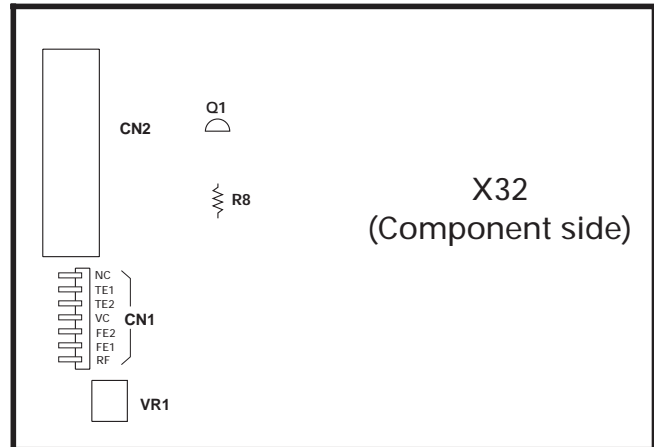 Q1
CN2
R8
X32
(Component side)
NC
TE1
TE2
VC
CN1
FE2
FE1
RF
VR1